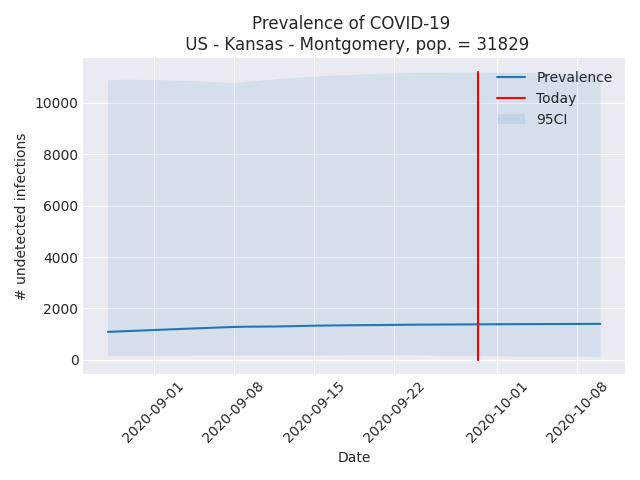 Prevalence of COVID-19
US - Kansas - Montgomery, pop. = 31829
Prevalence
Today
95CI
10000
8000
6000
4000
2000
0
# undetected infections
2020-09-01
2020-09-08
2020-09-15
2020-09-22
2020-10-01
2020-10-08
Date